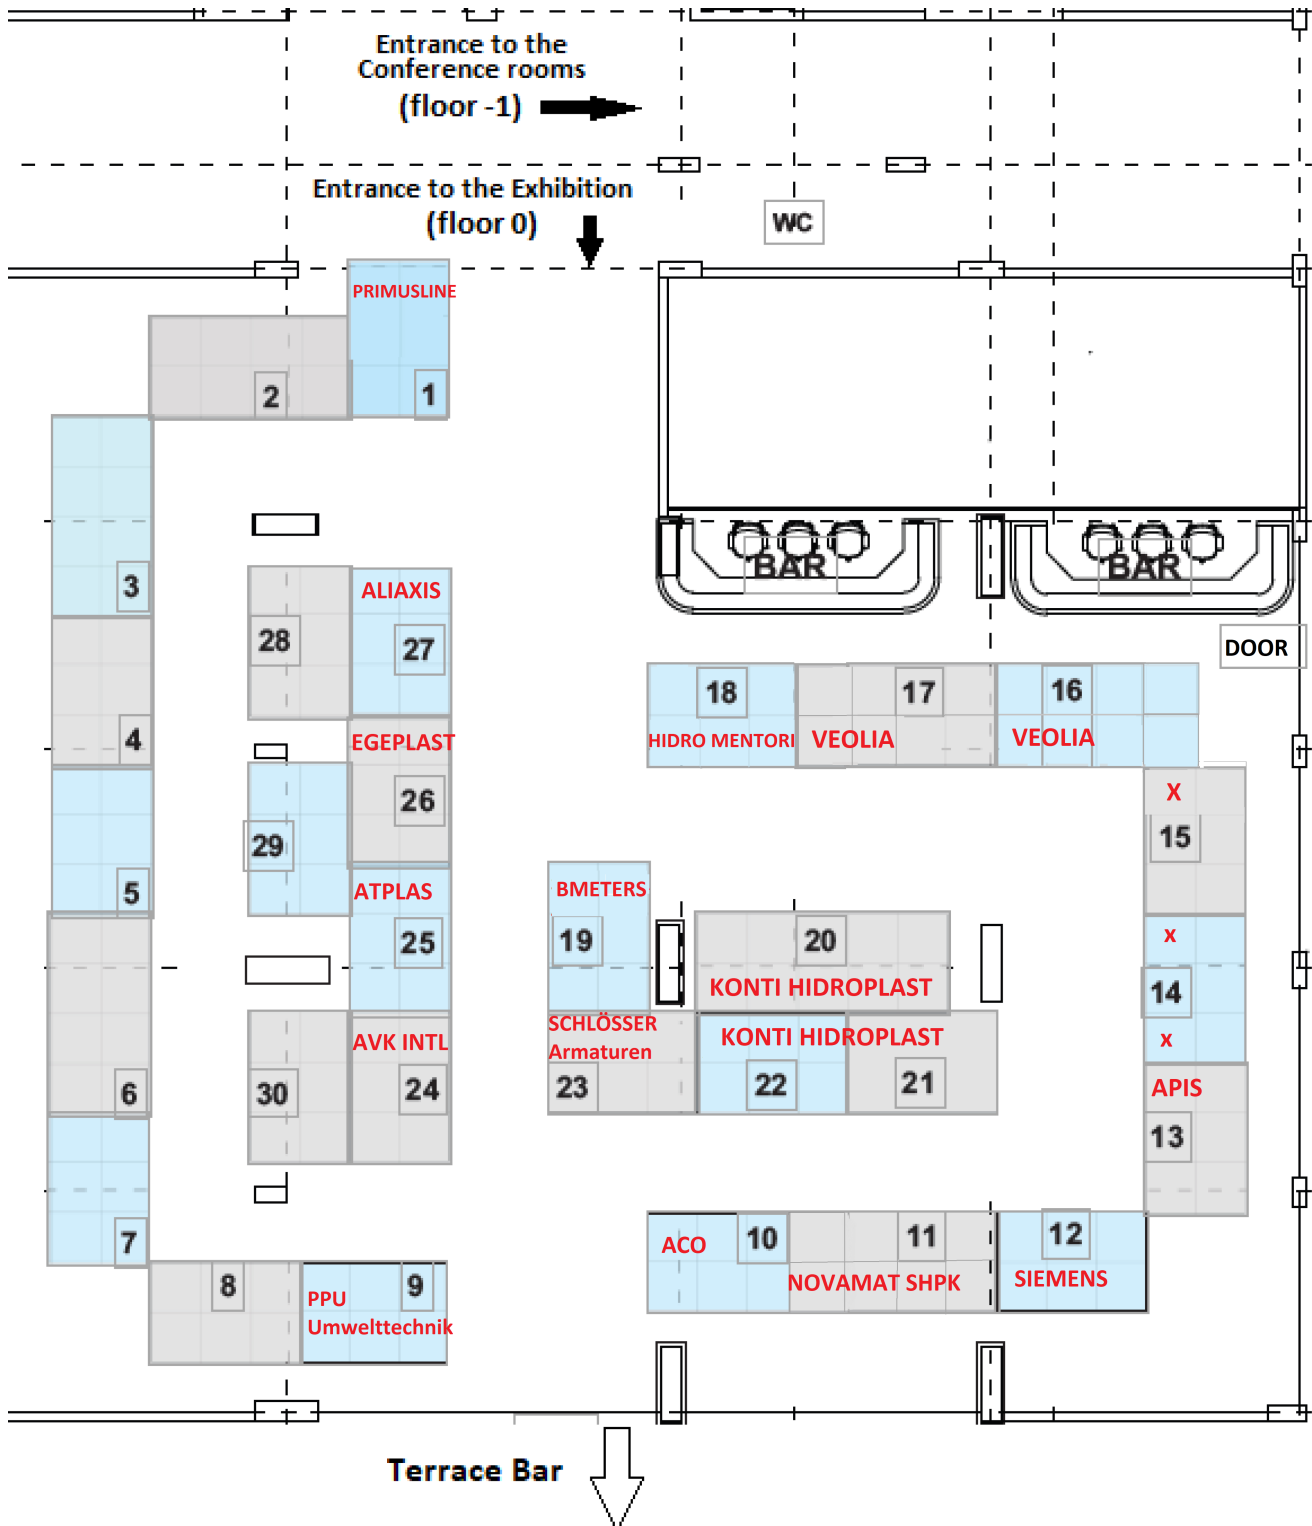 Entrance to the
Conference rooms
(floor -1)
Entrance to the Exhibition
(floor 0)
WC
PRIMUSLINE
2
1
BAR
BAR
3
ALIAXIS
28
27
DOOR
18
17
16
4
EGEPLAST
HIDRO MENTORI
VEOLIA
VEOLIA
26
X
29
15
5
ATPLAS
BMETERS
25
19
20
x
KONTI HIDROPLAST
14
SCHLÖSSER
Armaturen
KONTI HIDROPLAST
AVK INTL
x
6
30
24
23
22
21
APIS
13
7
ACO
10
11
12
8
9
NOVAMAT SHPK
SIEMENS
PPU
Umwelttechnik
Terrace Bar